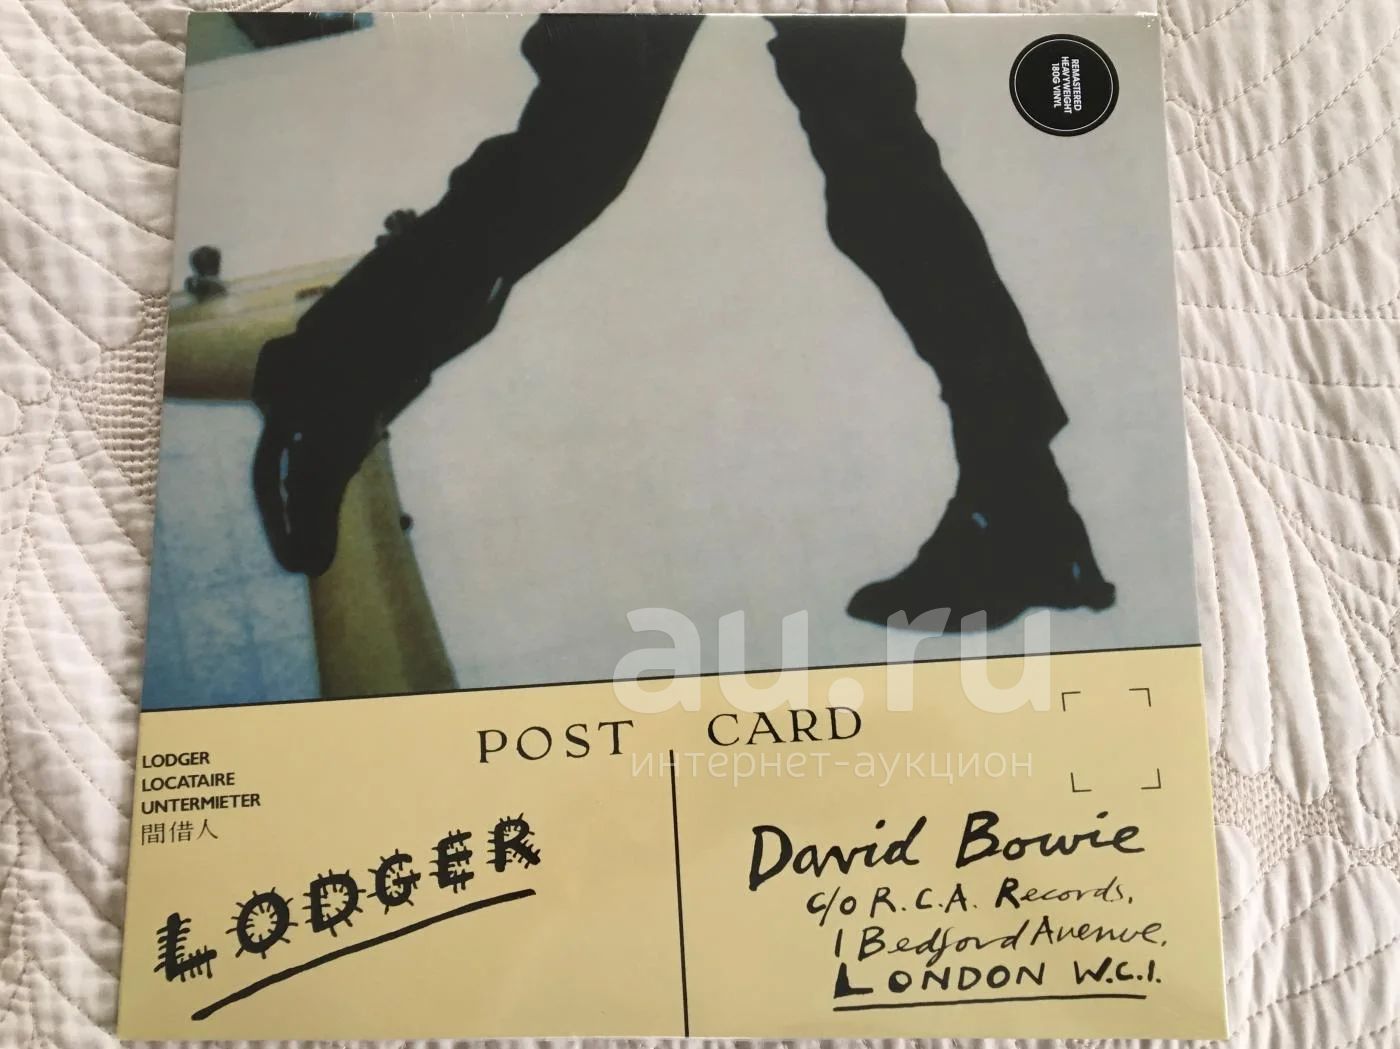 REMASTERED
HEAVYWEIGHT
180G VINYL
au.ru
интернет-аукцион
POST CARD
LODGER
LOCATAIRE
UNTERMIETER
間借人
LODGER
David Bowie
c/o R.C.A. Records,
1 Bedford Avenue,
LONDON W.C.1.